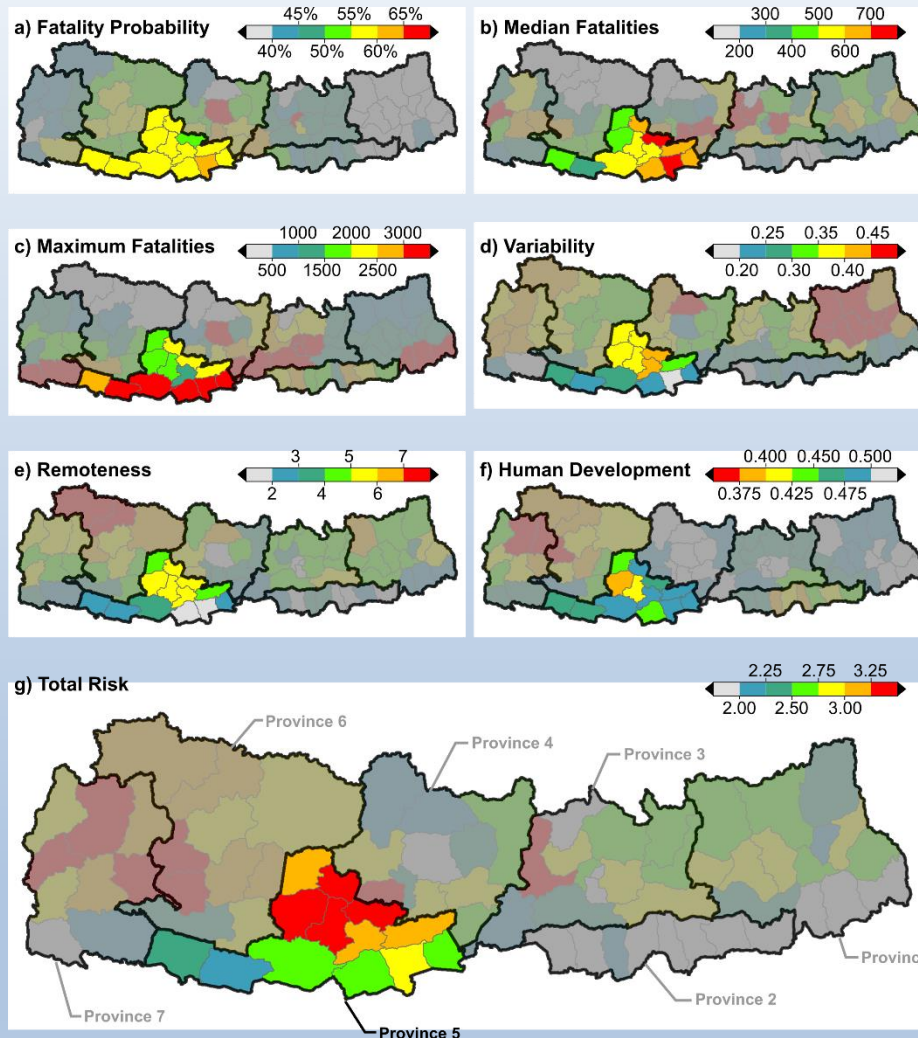 a) Fatality Probability
45% 55% 65%
40% 50% 60%
b) Median Fatalities
300 500 700
200 400 600
c) Maximum Fatalities
1000 2000 3000
500 1500 2500
d) Variability
0.25 0.35 0.45
0.20 0.30 0.40
e) Remoteness
3 5 7
2 4 6
f) Human Development
0.400 0.450 0.500
0.375 0.425 0.475
g) Total Risk
2.25 2.75 3.25
2.00 2.50 3.00
Province 6
Province 4
Province 3
Provinc
Province 2
Province 7
Province 5